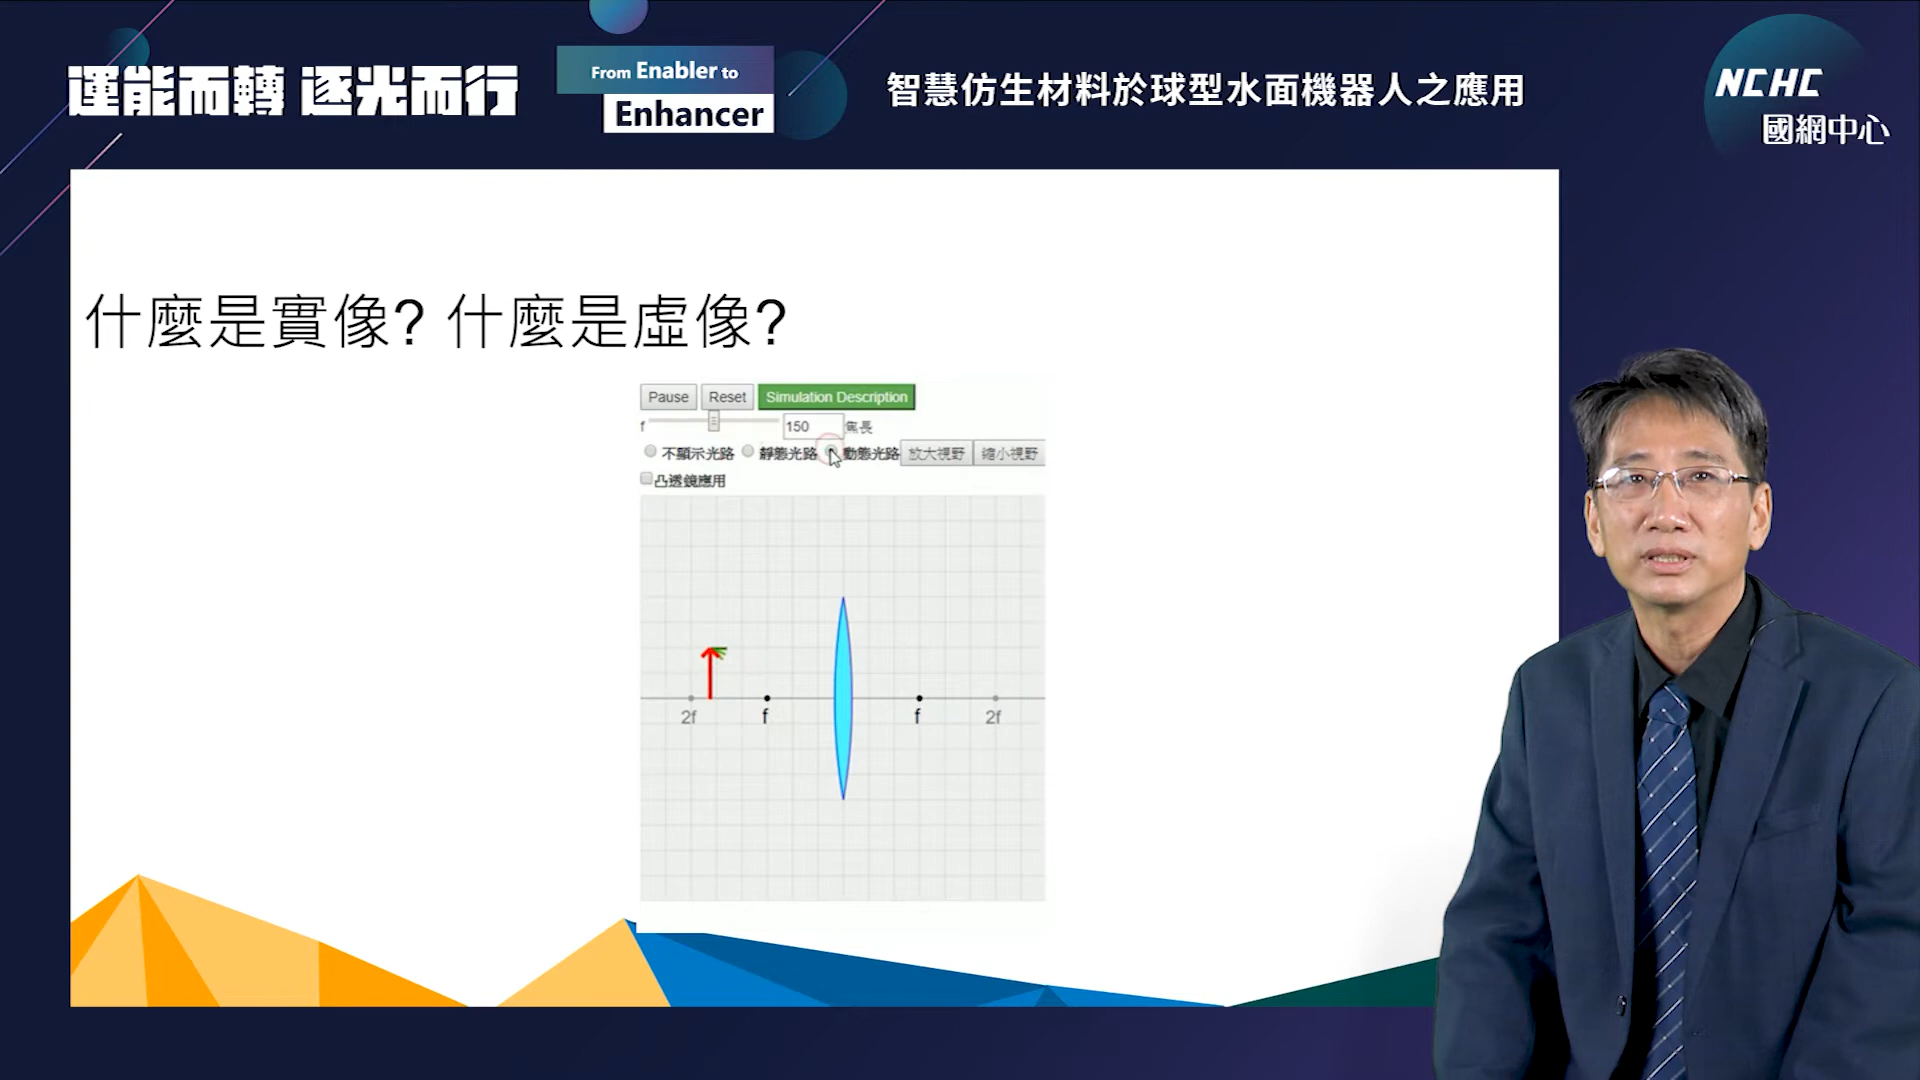 運能而轉 逐光而行
From Enabler to
Enhancer
智慧仿生材料於球型水面機器人之應用
NCHC
國網中心
什麼是實像? 什麼是虛像?
Pause Reset Simulation Description
f 150 焦長
不顯示光路 靜態光路 動態光路 放大視野 縮小視野
凸透鏡應用
2f f f 2f